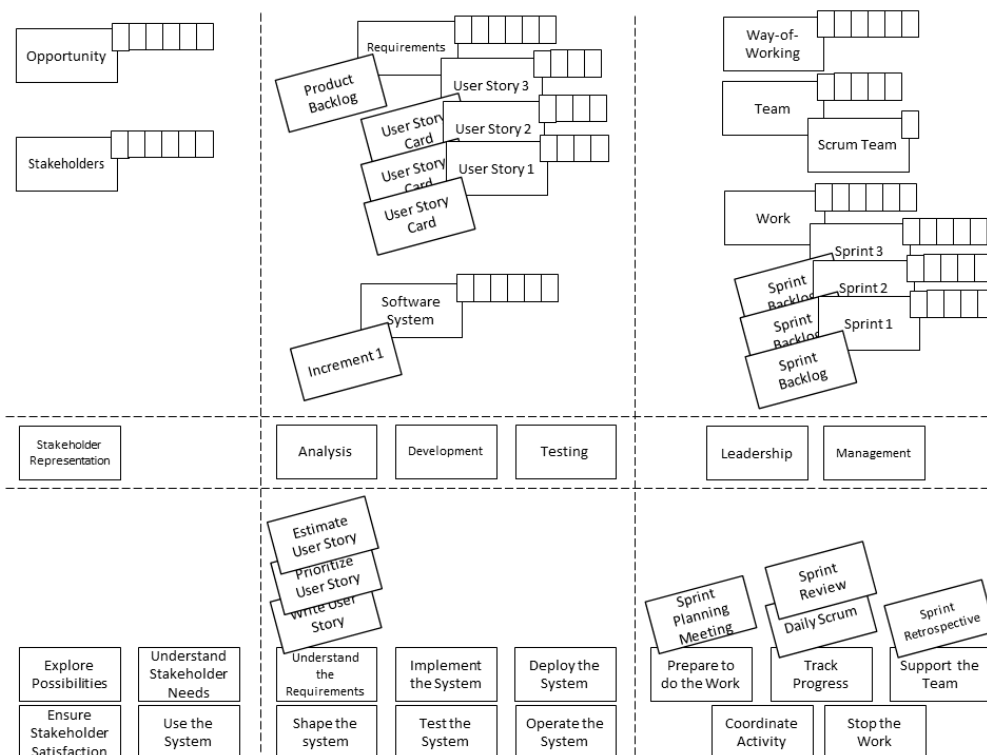 Opportunity
Stakeholders
Requirements
Product
Backlog
User Story 3
User Story
Card
User Story 2
User Story
Card
User Story 1
User Story
Card
Software
System
Increment 1
Way-of-
Working
Team
Scrum Team
Work
Sprint 3
Sprint
Backlog
Sprint 2
Sprint
Backlog
Sprint 1
Sprint
Backlog
Stakeholder
Representation
Analysis
Development
Testing
Leadership
Management
Estimate
User Story
Prioritize
User Story
Write User
Story
Sprint
Planning
Meeting
Sprint
Review
Daily Scrum
Sprint
Retrospective
Explore
Possibilities
Understand
Stakeholder
Needs
Understand
the
Requirements
Implement
the System
Deploy the
System
Prepare to
do the Work
Track
Progress
Support the
Team
Ensure
Stakeholder
Satisfaction
Use the
System
Shape the
system
Test the
System
Operate the
System
Coordinate
Activity
Stop the
Work